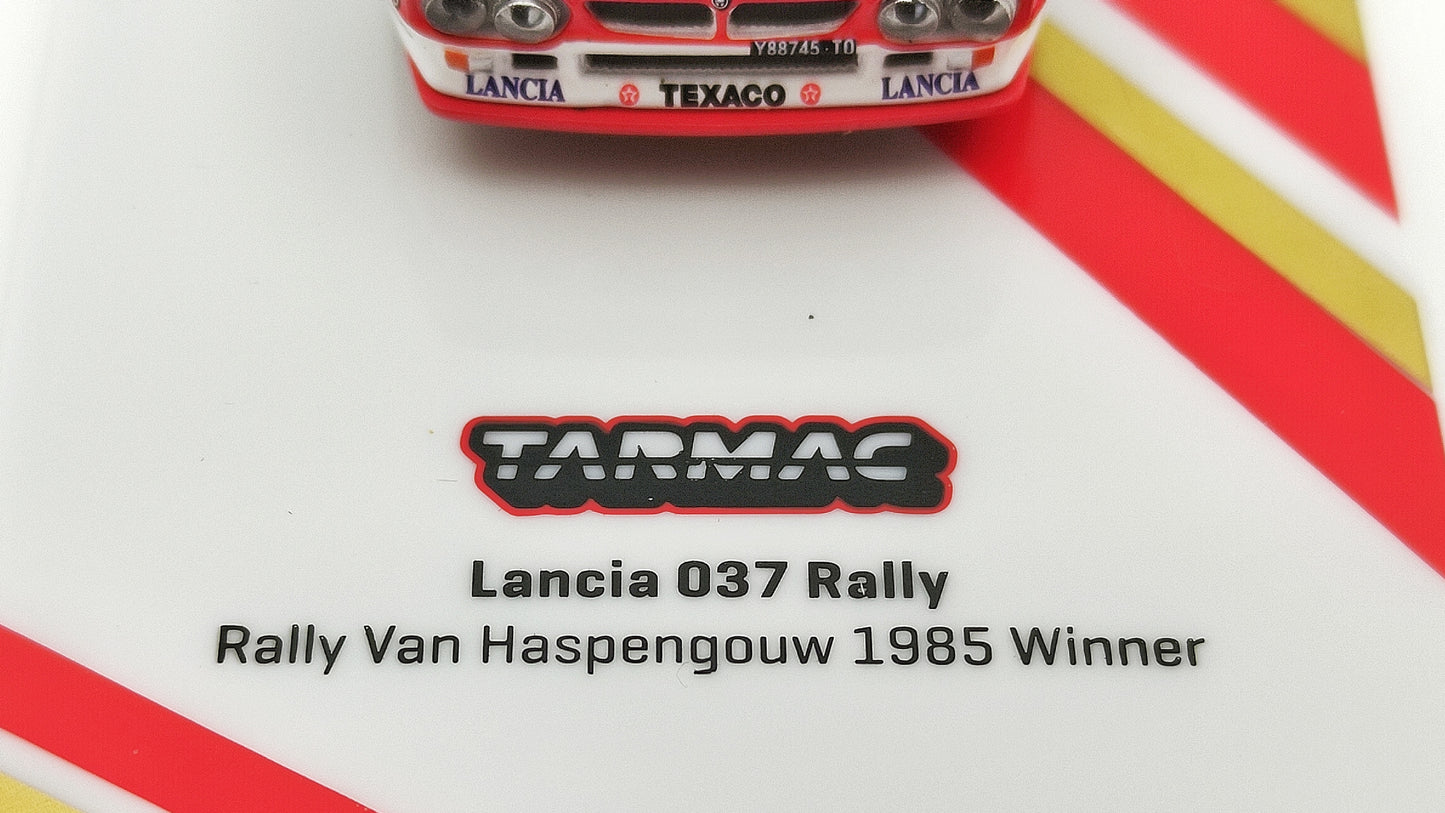 Y88745·TO
LANCIA TEXACO LANCIA
TARMAC
Lancia 037 Rally
Rally Van Haspengouw 1985 Winner